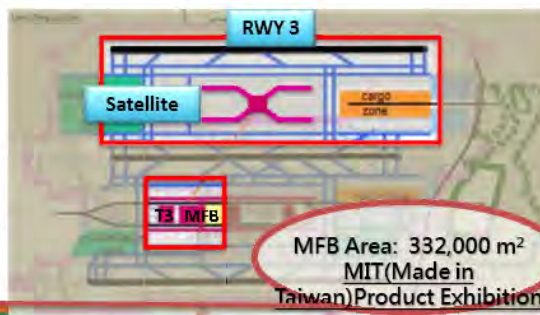 RWY 3
Satellite
cargo
zone
T3 MFB
MFB Area: 332,000 m²
MIT(Made in
Taiwan)Product Exhibition